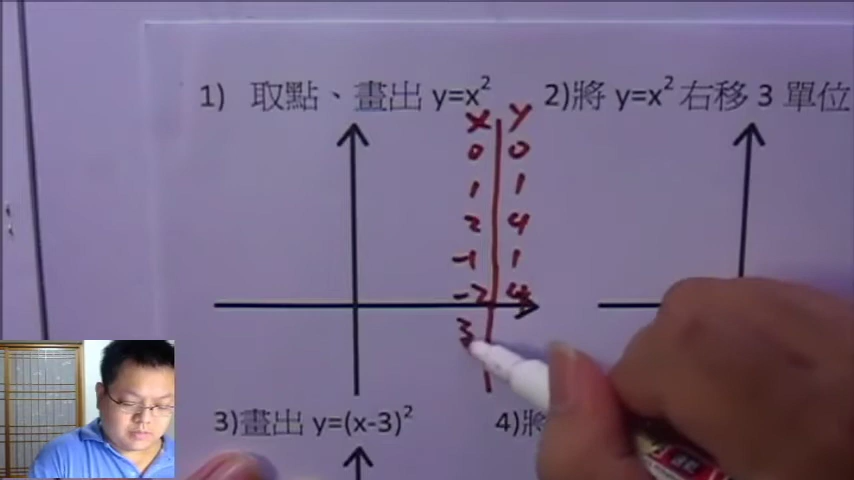 1) 取點、畫出 y=x²
x y
0 0
1 1
2 4
-1 1
-2 4
3
2)將 y=x² 右移 3 單位
3)畫出 y=(x-3)²
4)將